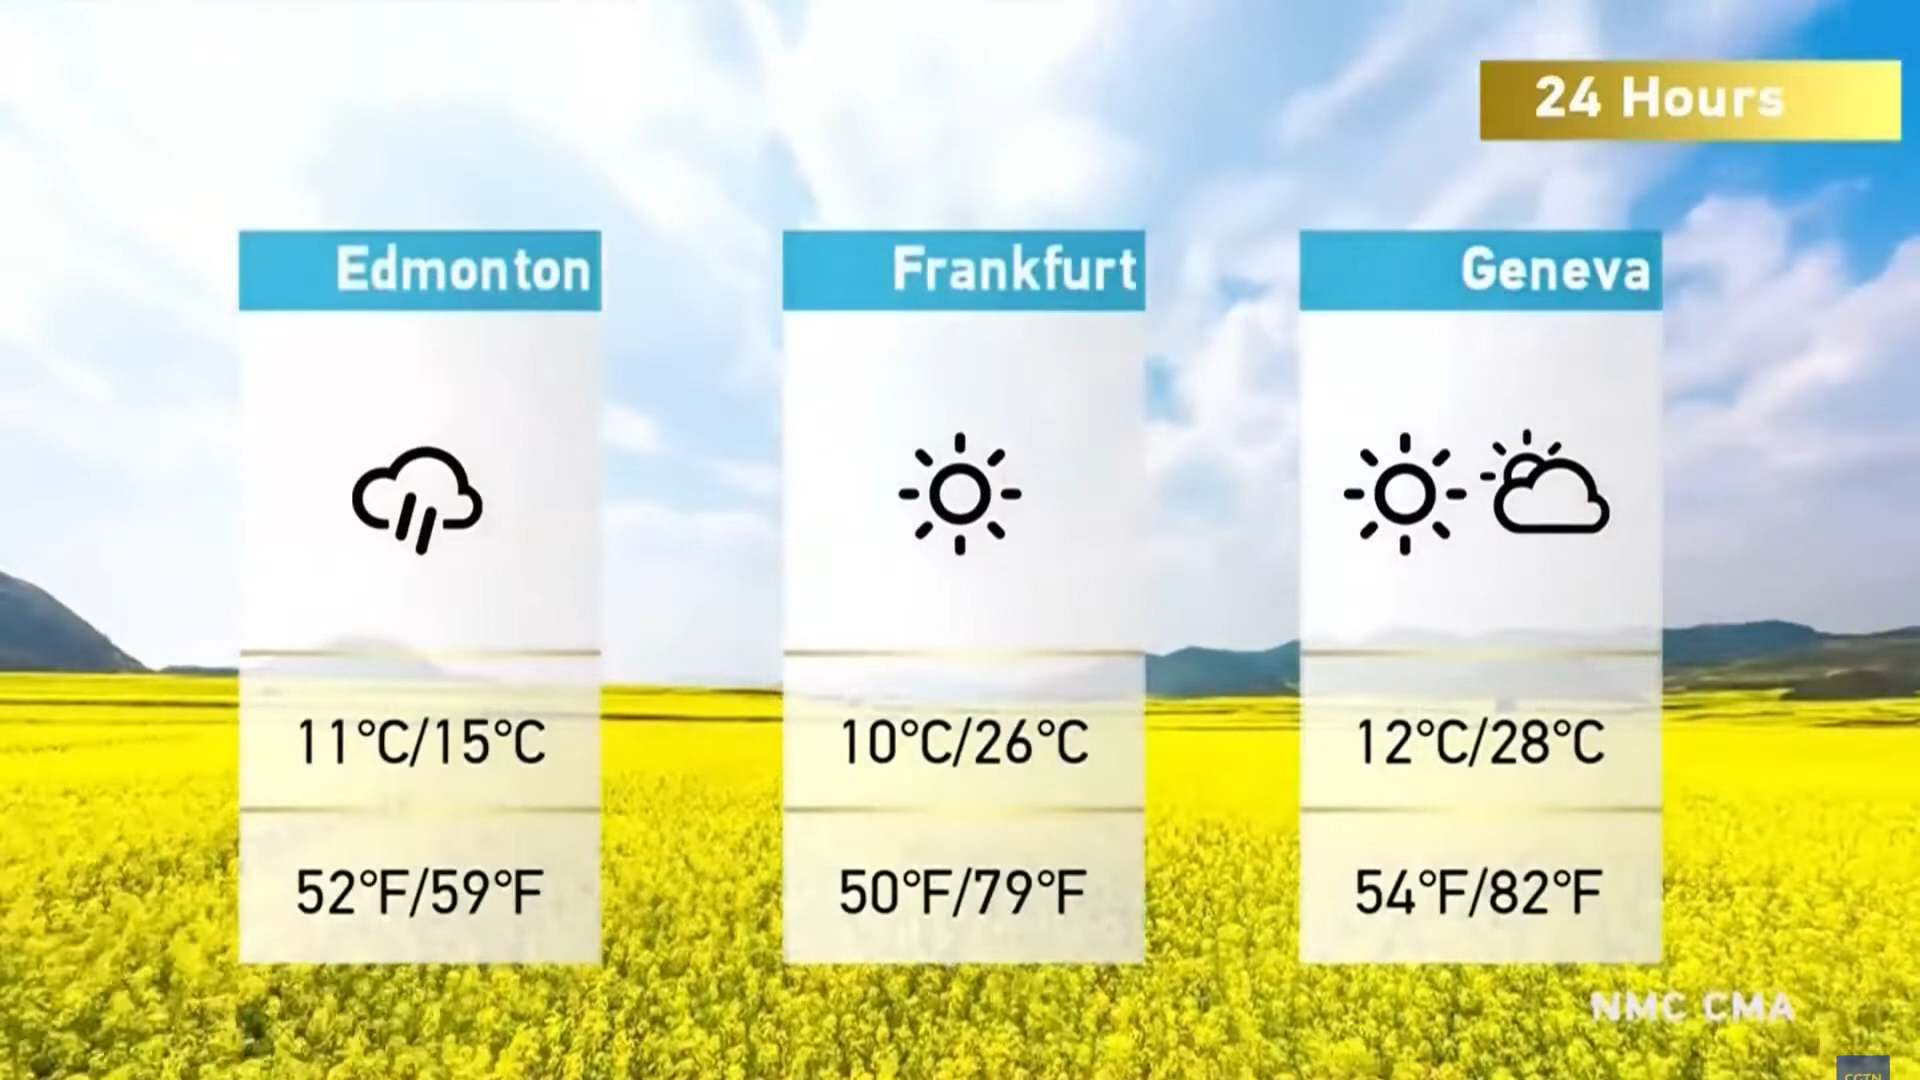 24 Hours
Edmonton
11°C/15°C
52°F/59°F
Frankfurt
10°C/26°C
50°F/79°F
Geneva
12°C/28°C
54°F/82°F
NMC CMA
CGTN